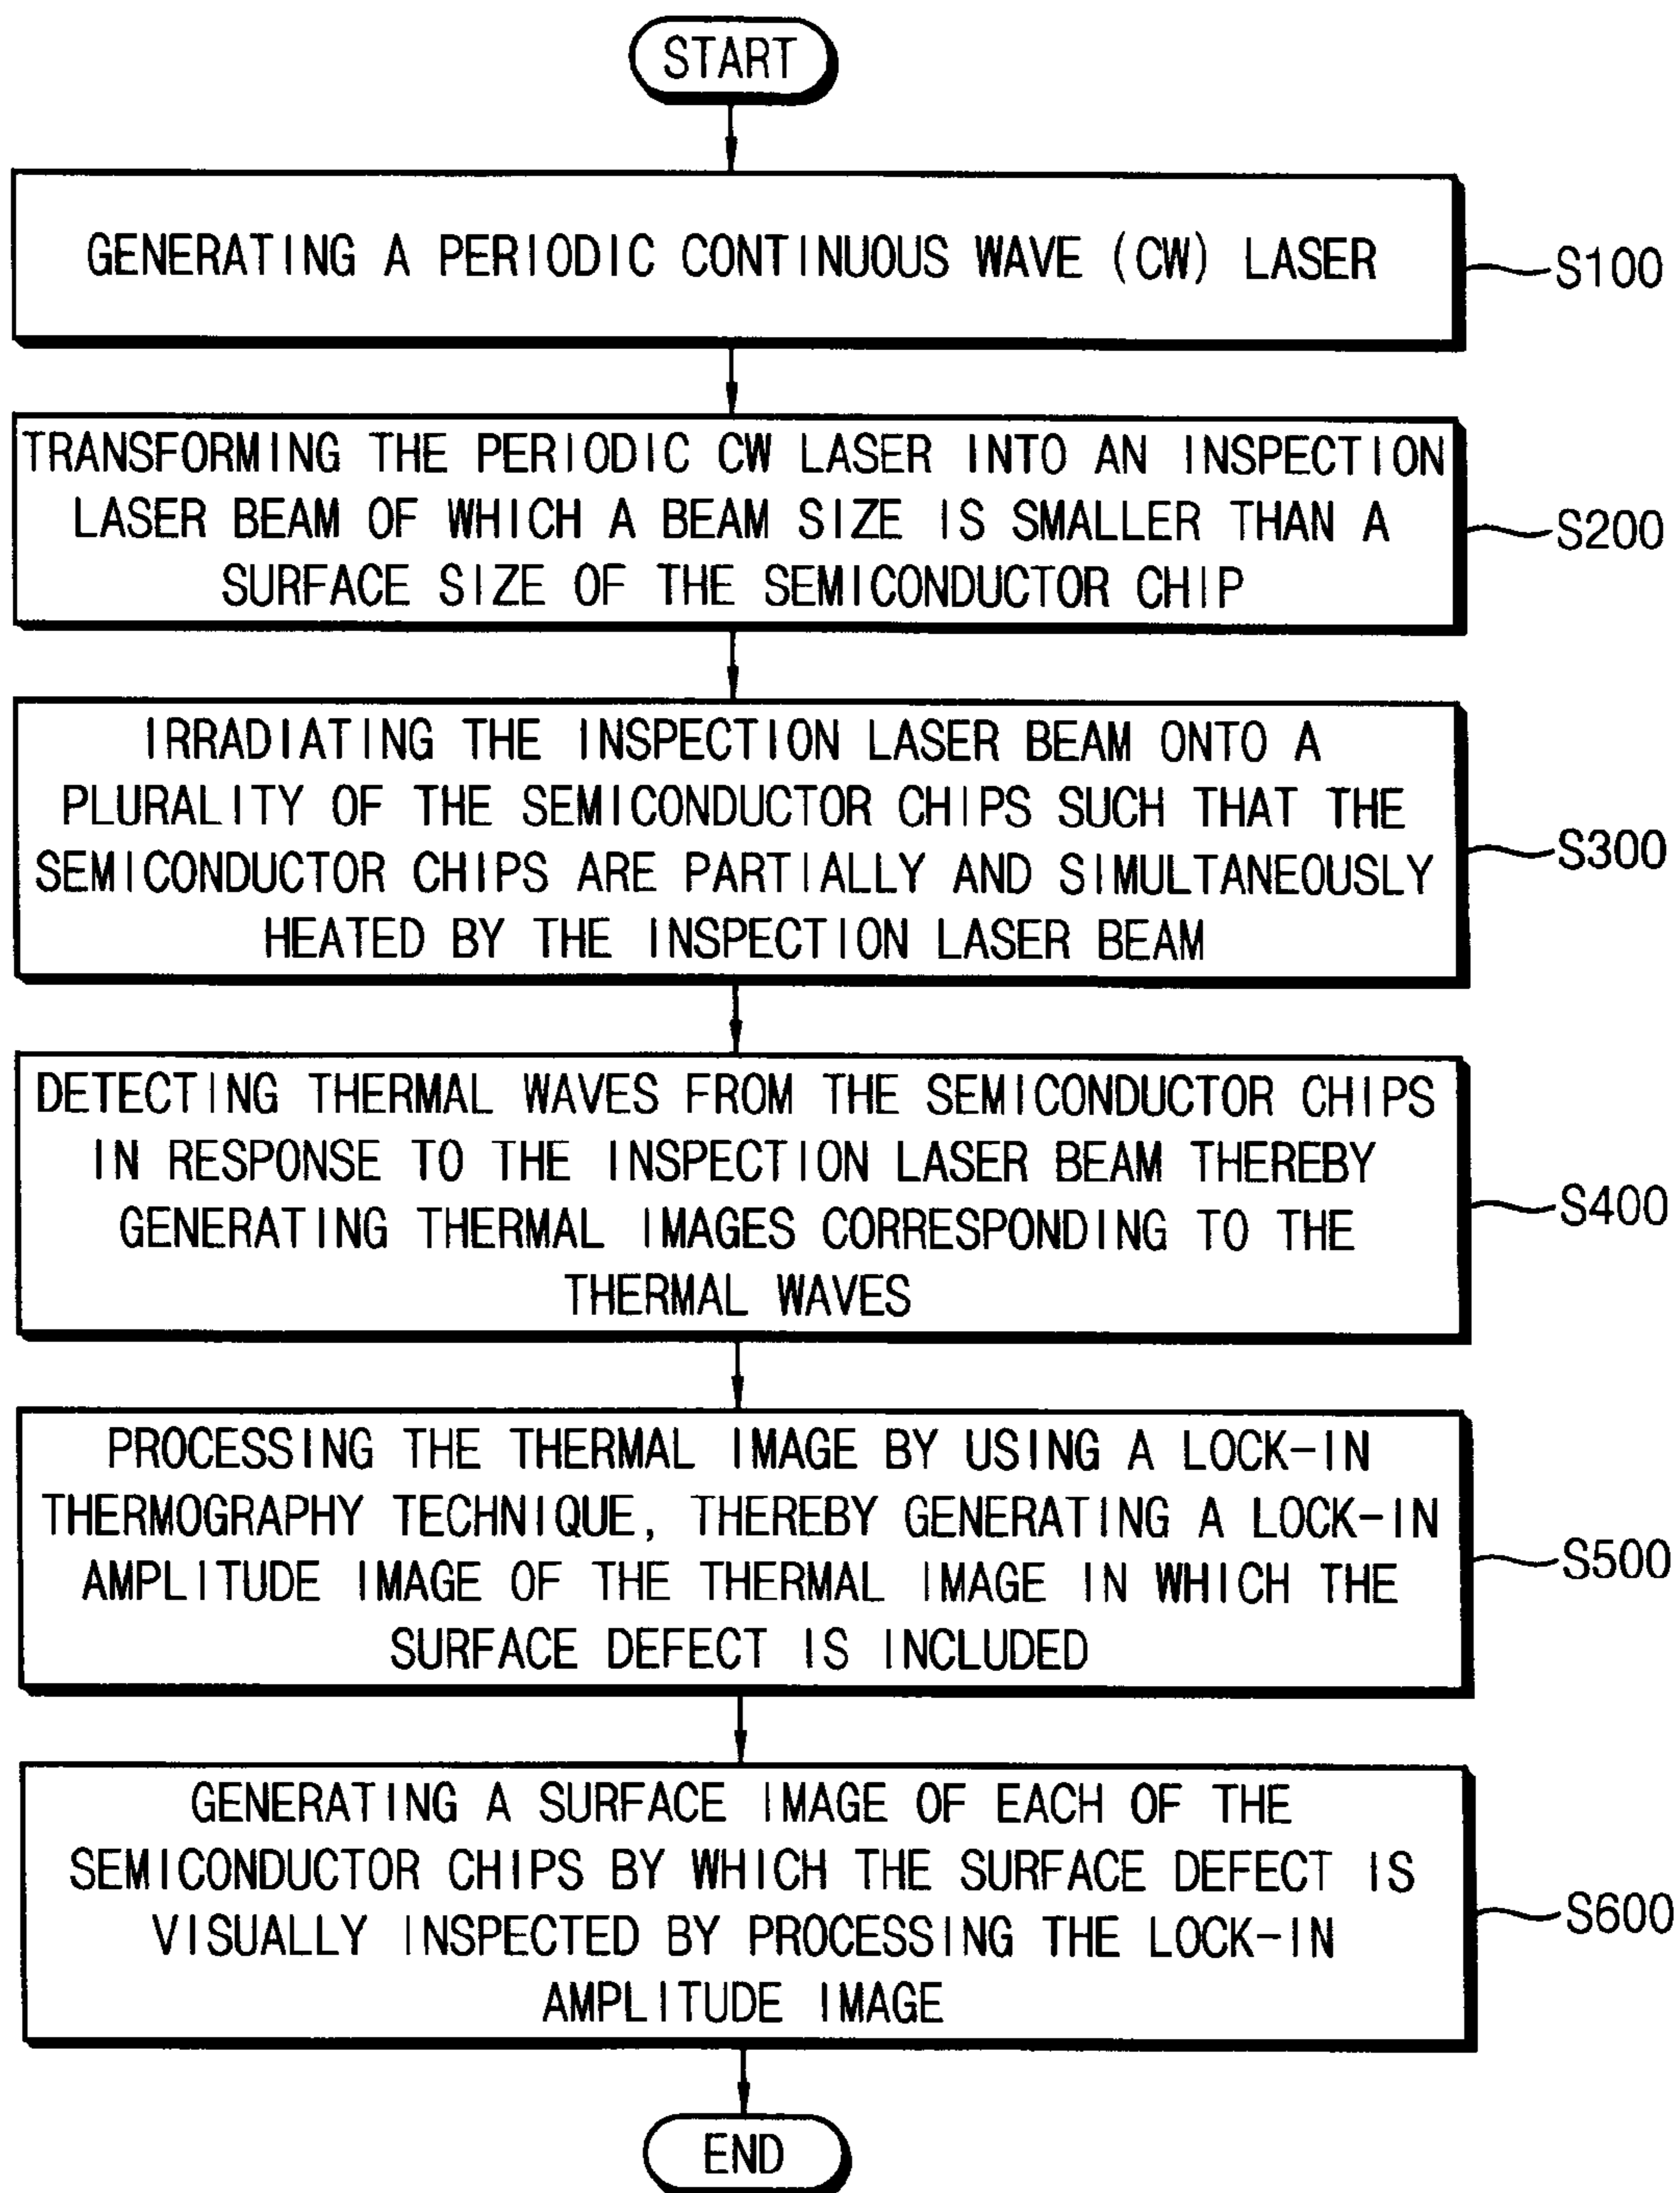 START
GENERATING A PERIODIC CONTINUOUS WAVE (CW) LASER
S100
TRANSFORMING THE PERIODIC CW LASER INTO AN INSPECTION
LASER BEAM OF WHICH A BEAM SIZE IS SMALLER THAN A
SURFACE SIZE OF THE SEMICONDUCTOR CHIP
S200
IRRADIATING THE INSPECTION LASER BEAM ONTO A
PLURALITY OF THE SEMICONDUCTOR CHIPS SUCH THAT THE
SEMICONDUCTOR CHIPS ARE PARTIALLY AND SIMULTANEOUSLY
HEATED BY THE INSPECTION LASER BEAM
S300
DETECTING THERMAL WAVES FROM THE SEMICONDUCTOR CHIPS
IN RESPONSE TO THE INSPECTION LASER BEAM THEREBY
GENERATING THERMAL IMAGES CORRESPONDING TO THE
THERMAL WAVES
S400
PROCESSING THE THERMAL IMAGE BY USING A LOCK-IN
THERMOGRAPHY TECHNIQUE, THEREBY GENERATING A LOCK-IN
AMPLITUDE IMAGE OF THE THERMAL IMAGE IN WHICH THE
SURFACE DEFECT IS INCLUDED
S500
GENERATING A SURFACE IMAGE OF EACH OF THE
SEMICONDUCTOR CHIPS BY WHICH THE SURFACE DEFECT IS
VISUALLY INSPECTED BY PROCESSING THE LOCK-IN
AMPLITUDE IMAGE
S600
END